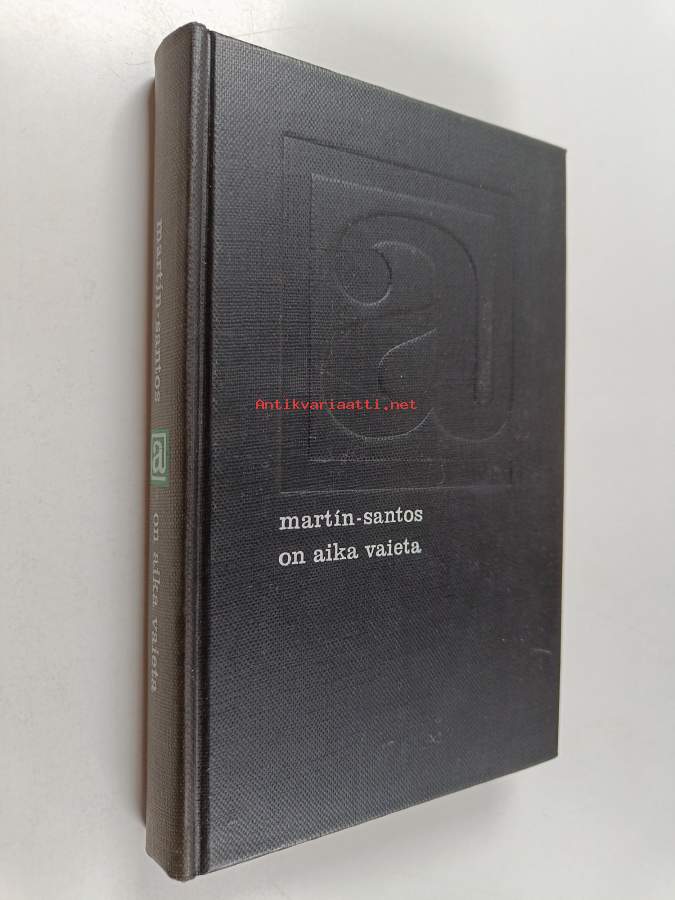 martín-santos
@
on aika vaieta
a
Antikvariaatti.net
martín-santos
on aika vaieta